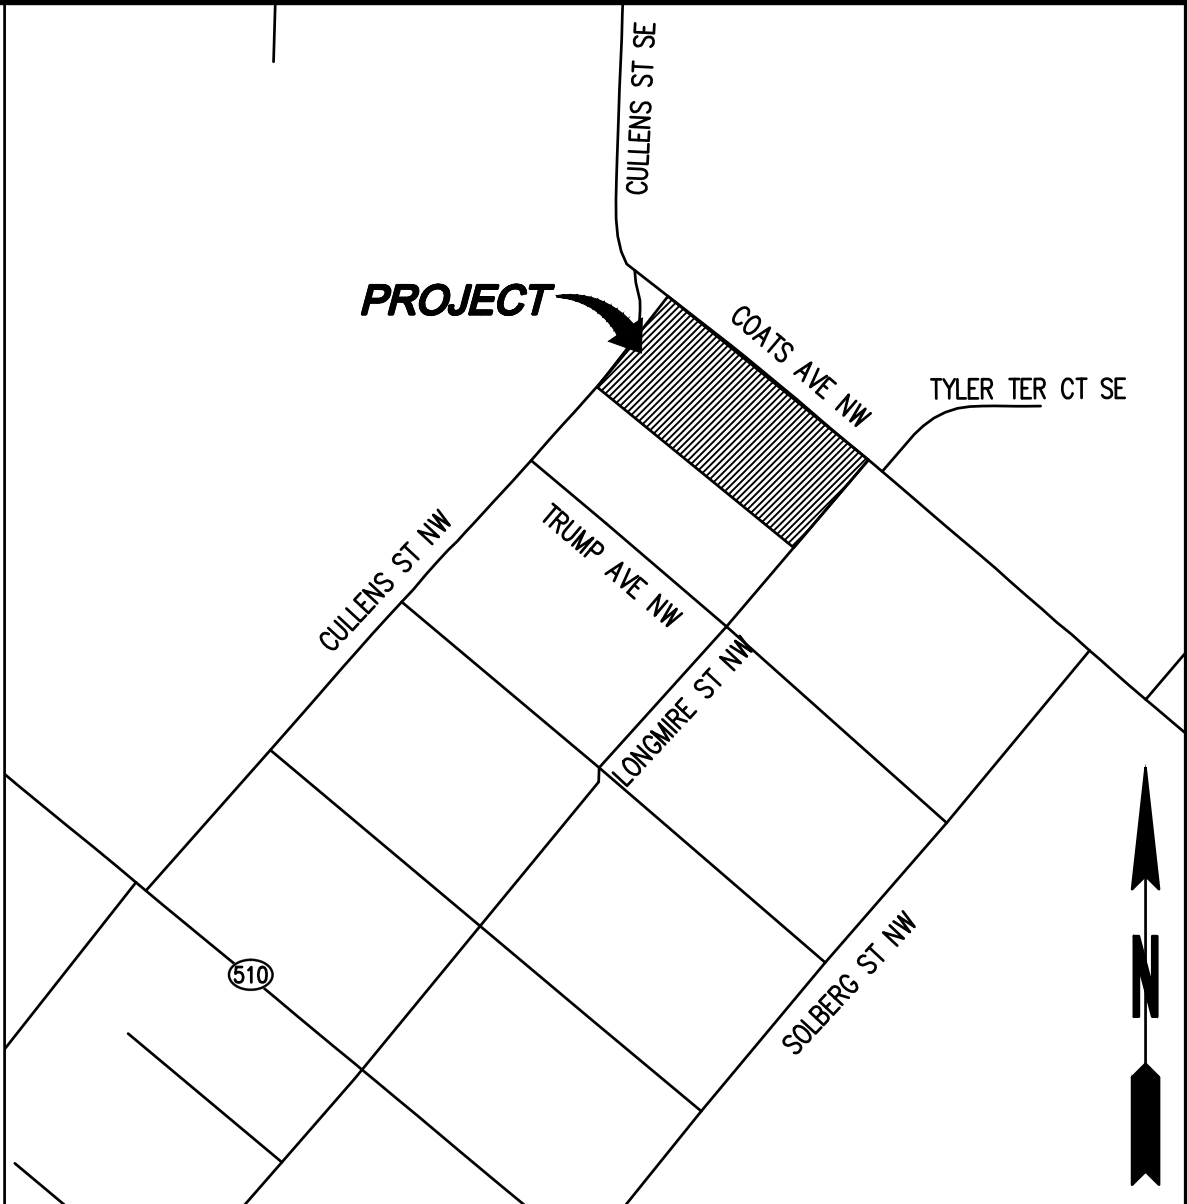 CULLENS ST SE
PROJECT
COATS AVE NW
TYLER TER CT SE
CULLENS ST NW
TRUMP AVE NW
LONGMIRE ST NW
SOLBERG ST NW
510
N